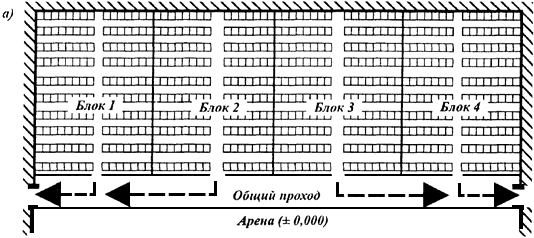 а)
Блок 1 Блок 2 Блок 3 Блок 4
Общий проход
Арена (± 0,000)